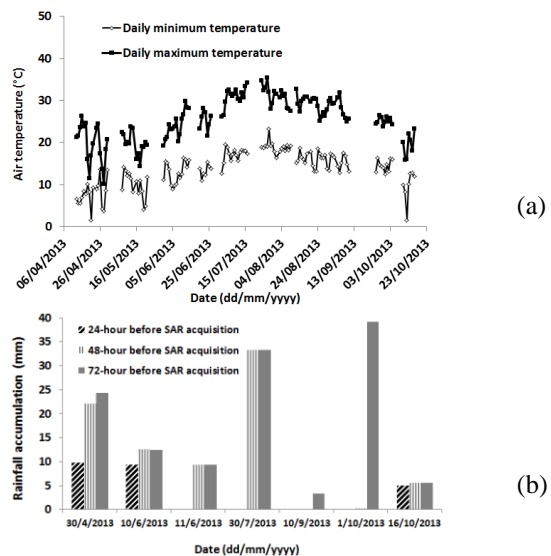 50
40
30
20
10
0
Air temperature (°C)
Daily minimum temperature
Daily maximum temperature
06/04/2013
26/04/2013
16/05/2013
05/06/2013
25/06/2013
15/07/2013
04/08/2013
24/08/2013
13/09/2013
03/10/2013
23/10/2013
Date (dd/mm/yyyy)
(a)
40
35
30
25
20
15
10
5
0
Rainfall accumulation (mm)
24-hour before SAR acquisition
48-hour before SAR acquisition
72-hour before SAR acquisition
30/4/2013 10/6/2013 11/6/2013 30/7/2013 10/9/2013 1/10/2013 16/10/2013
Date (dd/mm/yyyy)
(b)